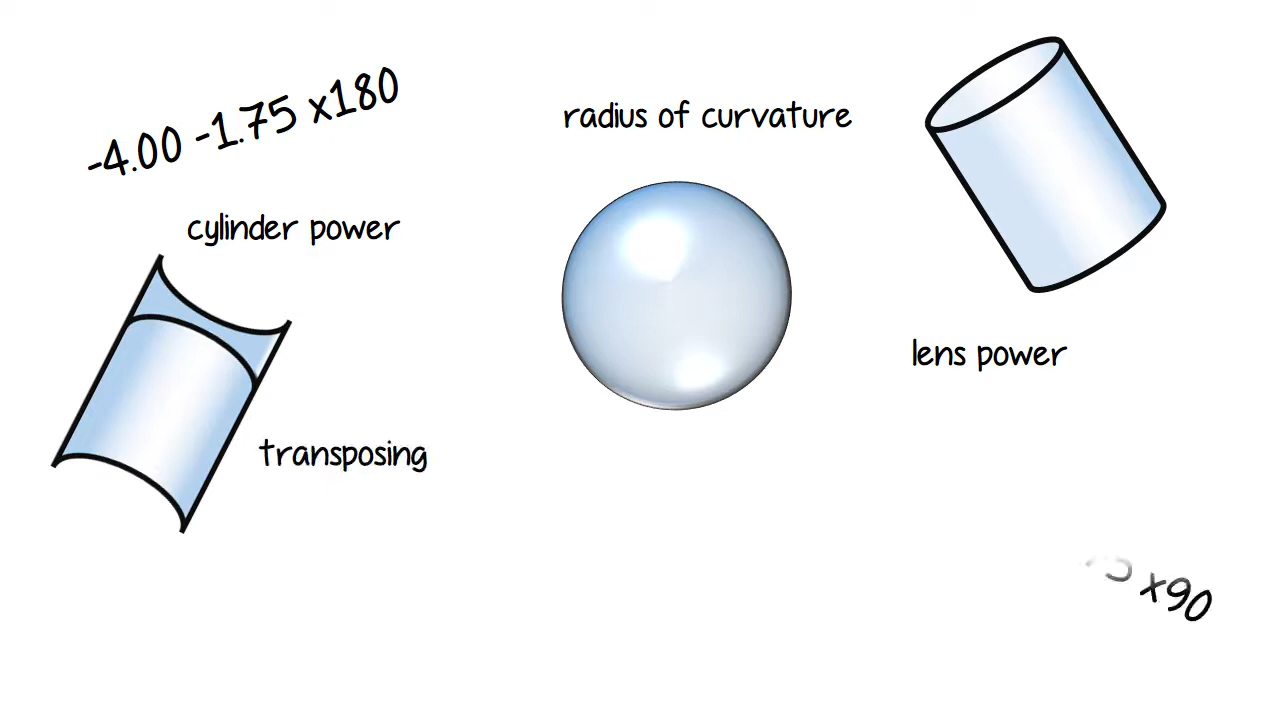 -4.00 -1.75 x180
radius of curvature
cylinder power
lens power
transposing
x90